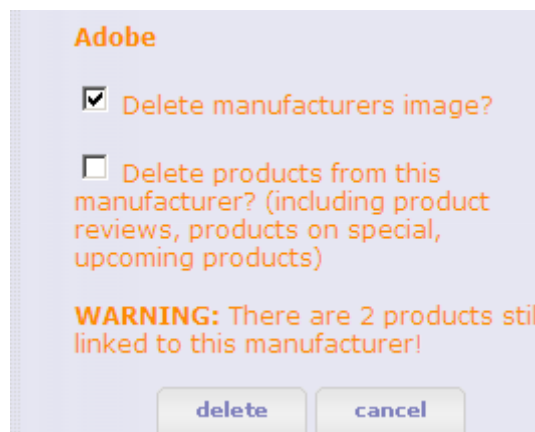 Adobe
Delete manufacturers image?
Delete products from this
manufacturer? (including product
reviews, products on special,
upcoming products)
WARNING: There are 2 products stil
linked to this manufacturer!
delete cancel